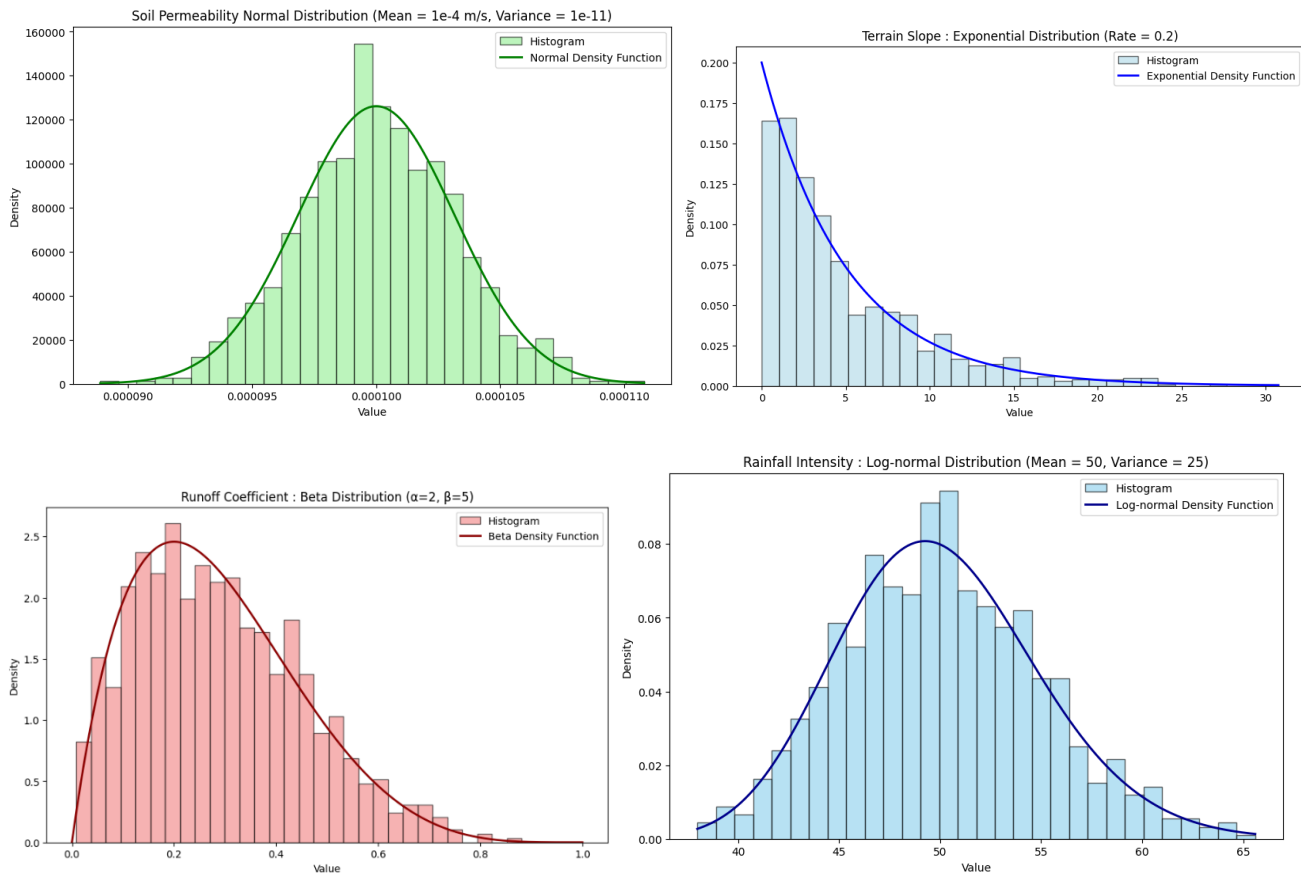 Soil Permeability Normal Distribution (Mean = 1e-4 m/s, Variance = 1e-11)
Histogram
Normal Density Function
160000
140000
120000
100000
80000
60000
40000
20000
0
Density
0.000090
0.000095
0.000100
0.000105
0.000110
Value
Terrain Slope : Exponential Distribution (Rate = 0.2)
Histogram
Exponential Density Function
0.200
0.175
0.150
0.125
0.100
0.075
0.050
0.025
0.000
Density
0
5
10
15
20
25
30
Value
Runoff Coefficient : Beta Distribution (α=2, β=5)
Histogram
Beta Density Function
2.5
2.0
1.5
1.0
0.5
0.0
Density
0.0
0.2
0.4
0.6
0.8
1.0
Value
Rainfall Intensity : Log-normal Distribution (Mean = 50, Variance = 25)
Histogram
Log-normal Density Function
0.08
0.06
0.04
0.02
0.00
Density
40
45
50
55
60
65
Value